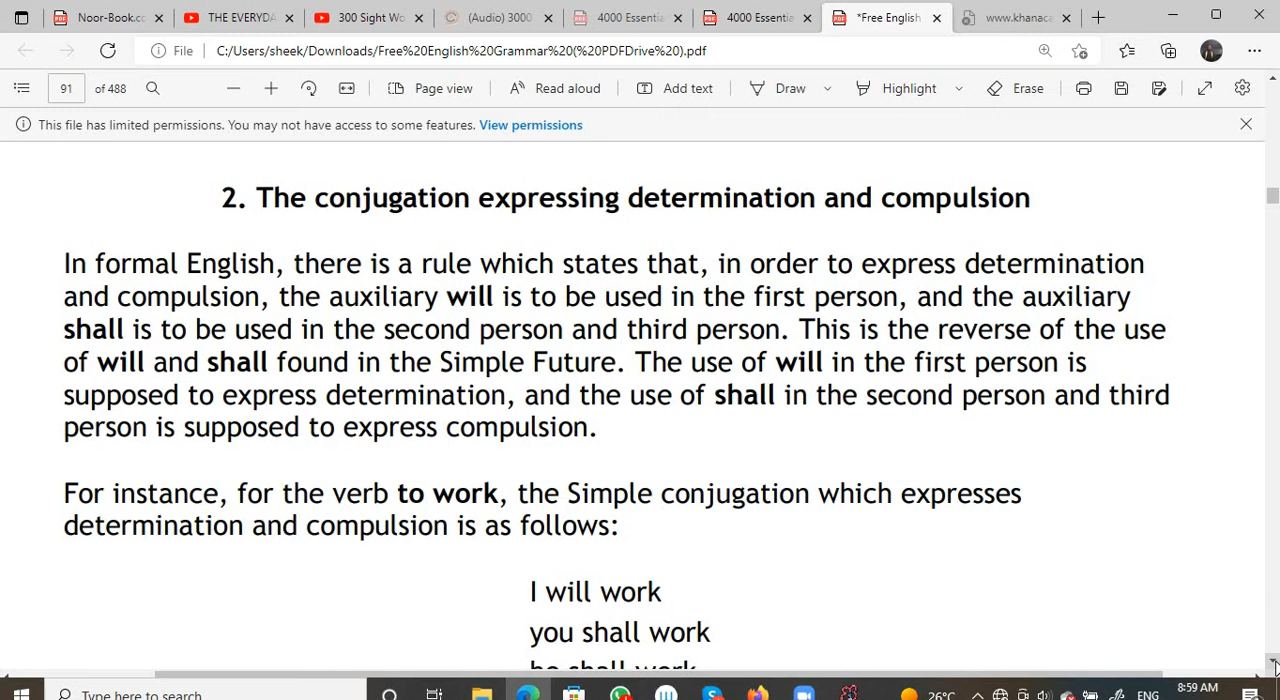 Noor-Book.cc
THE EVERYDA
300 Sight Wo
(Audio) 3000
4000 Essentia
4000 Essentia
*Free English
www.khanaca
File C:/Users/sheek/Downloads/Free%20English%20Grammar%20(%20PDFDrive%20).pdf
91 of 488 Page view Read aloud Add text Draw Highlight Erase
This file has limited permissions. You may not have access to some features. View permissions
2. The conjugation expressing determination and compulsion
In formal English, there is a rule which states that, in order to express determination
and compulsion, the auxiliary will is to be used in the first person, and the auxiliary
shall is to be used in the second person and third person. This is the reverse of the use
of will and shall found in the Simple Future. The use of will in the first person is
supposed to express determination, and the use of shall in the second person and third
person is supposed to express compulsion.
For instance, for the verb to work, the Simple conjugation which expresses
determination and compulsion is as follows:
I will work
you shall work
he shall work
Type here to search
26°C
ENG
8:59 AM